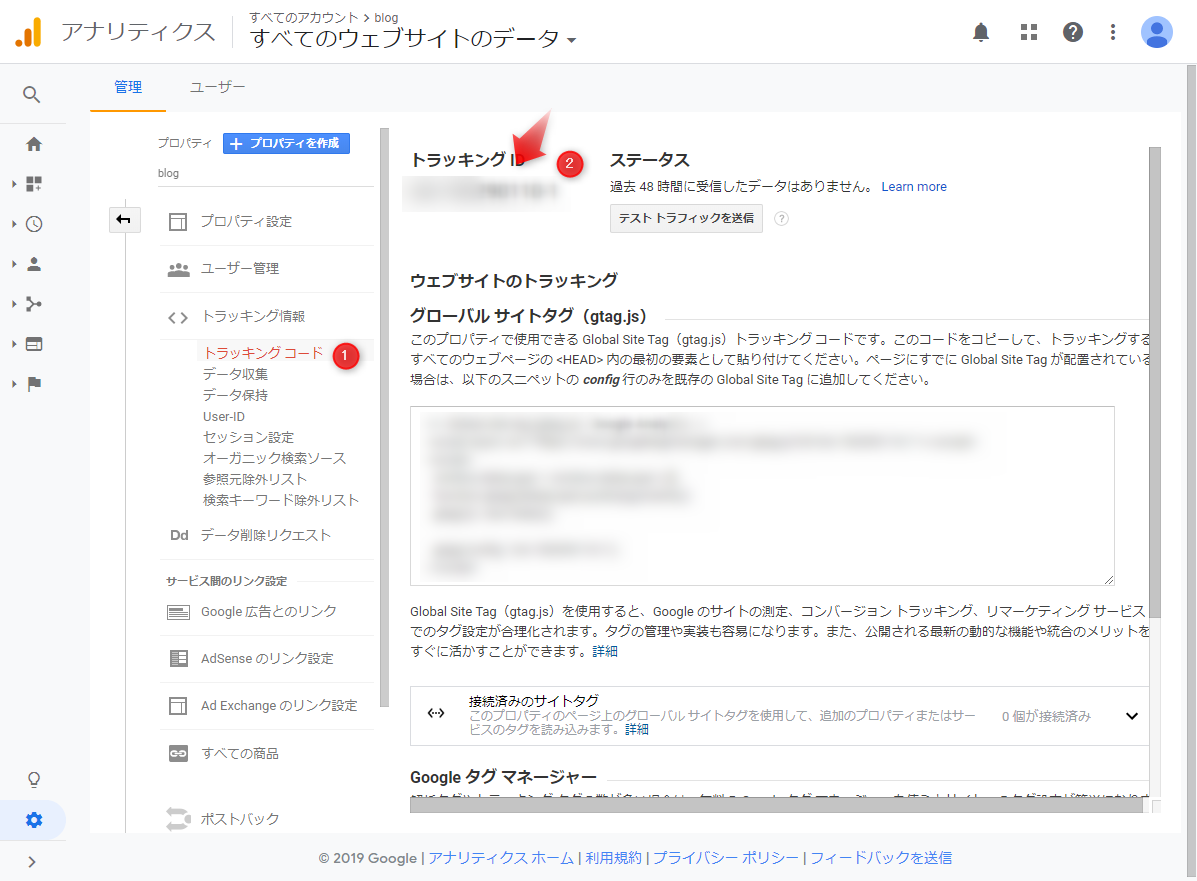 アナリティクス
すべてのアカウント > blog
すべてのウェブサイトのデータ
管理
ユーザー
プロパティ
+ プロパティを作成
blog
プロパティ設定
ユーザー管理
トラッキング情報
トラッキング コード
1
データ収集
データ保持
User-ID
セッション設定
オーガニック検索ソース
参照元除外リスト
検索キーワード除外リスト
Dd データ削除リクエスト
サービス間のリンク設定
Google 広告とのリンク
AdSense のリンク設定
Ad Exchange のリンク設定
すべての商品
ポストバック
トラッキング ID
2
ステータス
過去 48 時間に受信したデータはありません。 Learn more
テスト トラフィックを送信
?
ウェブサイトのトラッキング
グローバル サイトタグ（gtag.js）
このプロパティで使用できる Global Site Tag（gtag.js）トラッキング コードです。このコードをコピーして、トラッキングする
すべてのウェブページの <HEAD> 内の最初の要素として貼り付けてください。ページにすでに Global Site Tag が配置されている
場合は、以下のスニペットの config 行のみを既存の Global Site Tag に追加してください。
Global Site Tag（gtag.js）を使用すると、Google のサイトの測定、コンバージョン トラッキング、リマーケティング サービス
でのタグ設定が合理化されます。タグの管理や実装も容易になります。また、公開される最新の動的な機能や統合のメリットを
すぐに活かすことができます。詳細
接続済みのサイトタグ
このプロパティのページ上のグローバル サイトタグを使用して、追加のプロパティまたはサー
ビスのタグを読み込みます。詳細
0 個が接続済み
Google タグ マネージャー
© 2019 Google | アナリティクス ホーム | 利用規約 | プライバシー ポリシー | フィードバックを送信